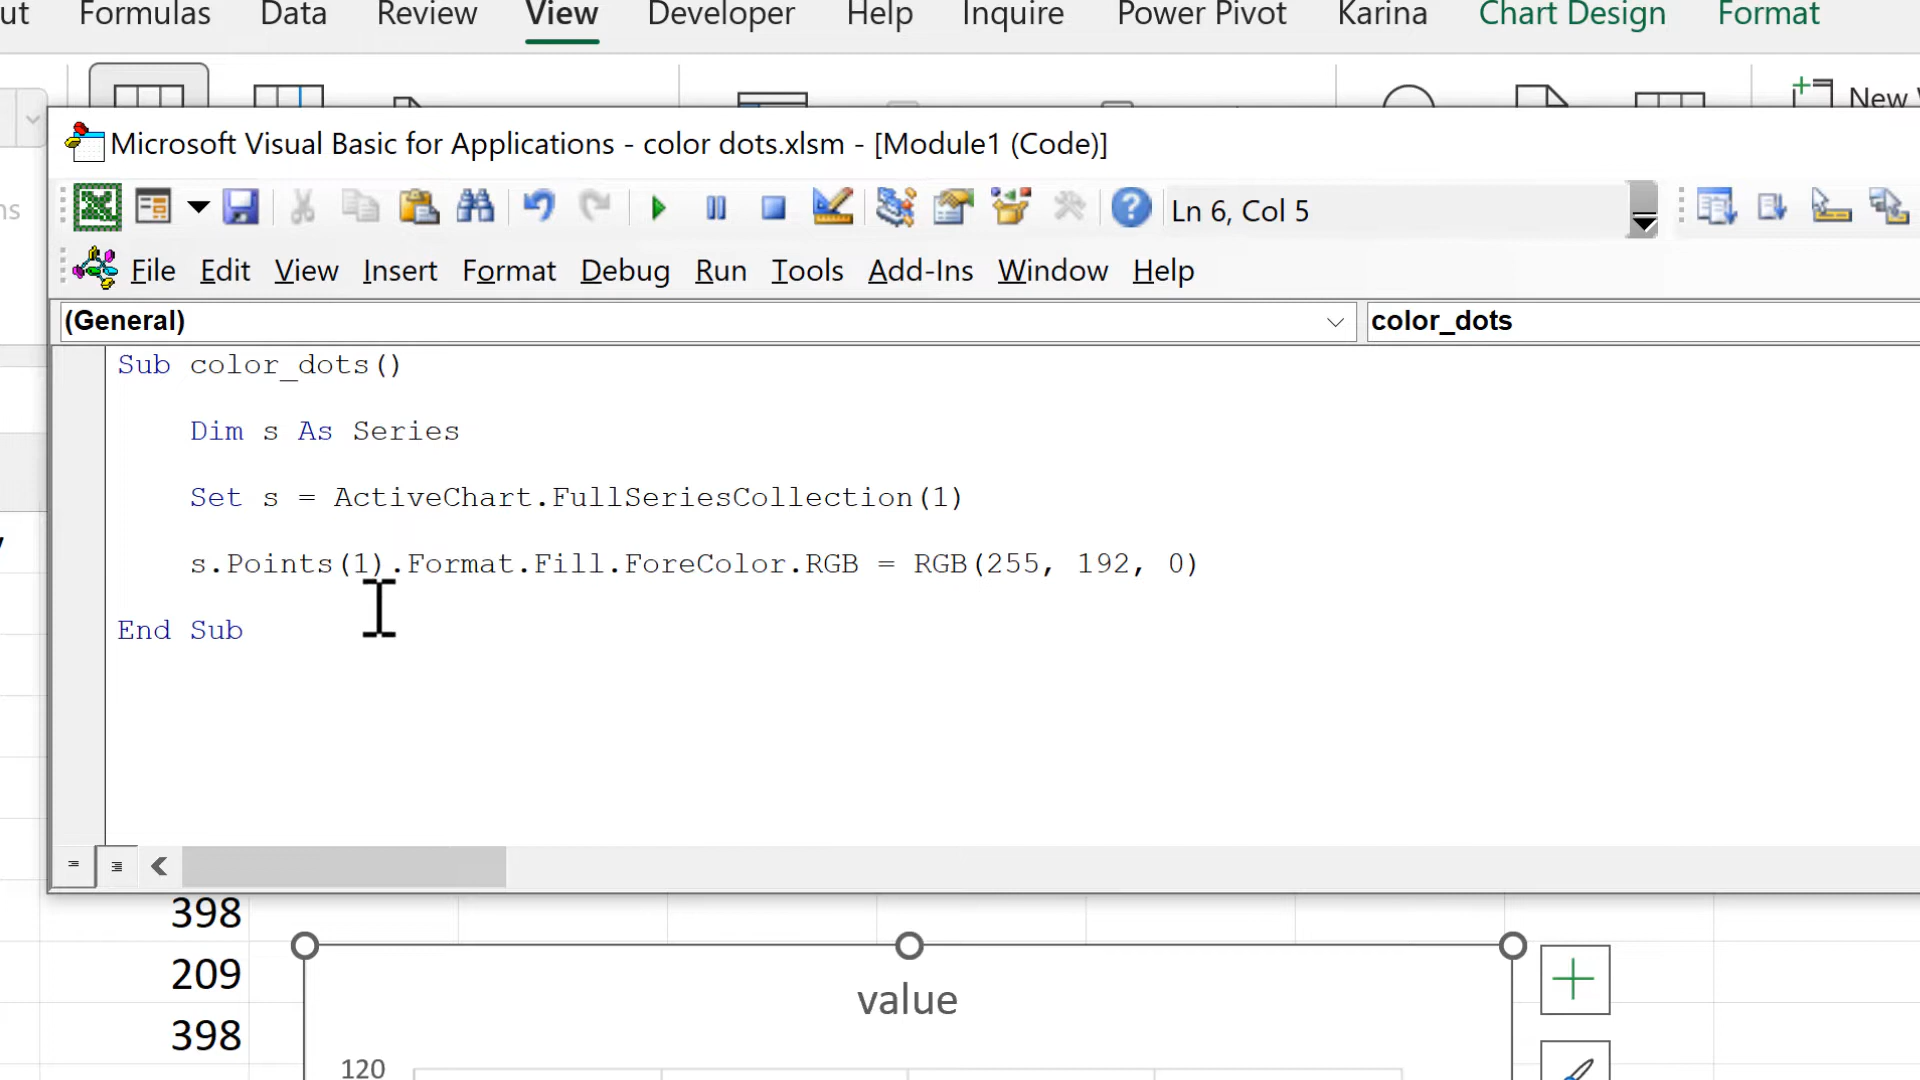 Formulas Data Review View Developer Help Inquire Power Pivot Karina Chart Design Format
New
Microsoft Visual Basic for Applications - color dots.xlsm - [Module1 (Code)]
Ln 6, Col 5
File Edit View Insert Format Debug Run Tools Add-Ins Window Help
(General) color_dots
Sub color_dots()
Dim s As Series
Set s = ActiveChart.FullSeriesCollection(1)
s.Points(1).Format.Fill.ForeColor.RGB = RGB(255, 192, 0)
End Sub
398
209
value
398
120